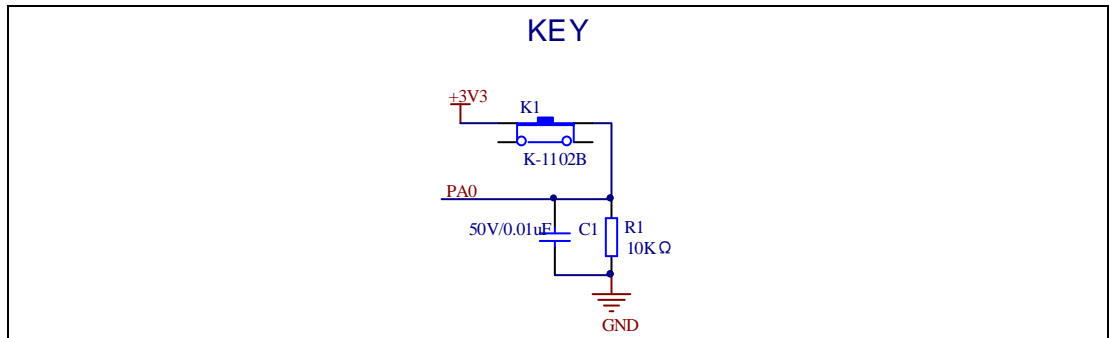 KEY
+3V3
K1
K-1102B
PA0
50V/0.01uF
C1
R1
10KΩ
GND